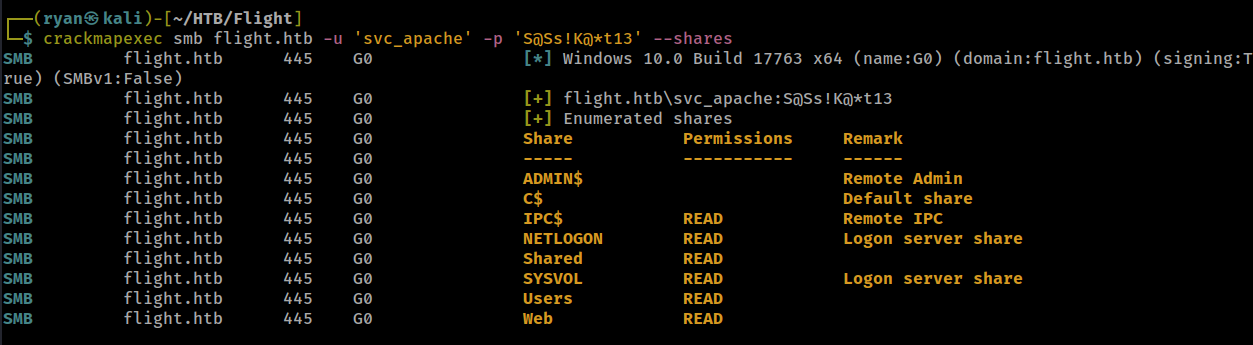 ┌──(ryan㉿kali)-[~/HTB/Flight]
└─$ crackmapexec smb flight.htb -u 'svc_apache' -p 'S@Ss!K@*t13' --shares
SMB         flight.htb      445    G0               [*] Windows 10.0 Build 17763 x64 (name:G0) (domain:flight.htb) (signing:T
rue) (SMBv1:False)
SMB         flight.htb      445    G0               [+] flight.htb\svc_apache:S@Ss!K@*t13
SMB         flight.htb      445    G0               [+] Enumerated shares
SMB         flight.htb      445    G0               Share           Permissions     Remark
SMB         flight.htb      445    G0               -----           -----------     ------
SMB         flight.htb      445    G0               ADMIN$                          Remote Admin
SMB         flight.htb      445    G0               C$                              Default share
SMB         flight.htb      445    G0               IPC$            READ            Remote IPC
SMB         flight.htb      445    G0               NETLOGON        READ            Logon server share
SMB         flight.htb      445    G0               Shared          READ
SMB         flight.htb      445    G0               SYSVOL          READ            Logon server share
SMB         flight.htb      445    G0               Users           READ
SMB         flight.htb      445    G0               Web             READ